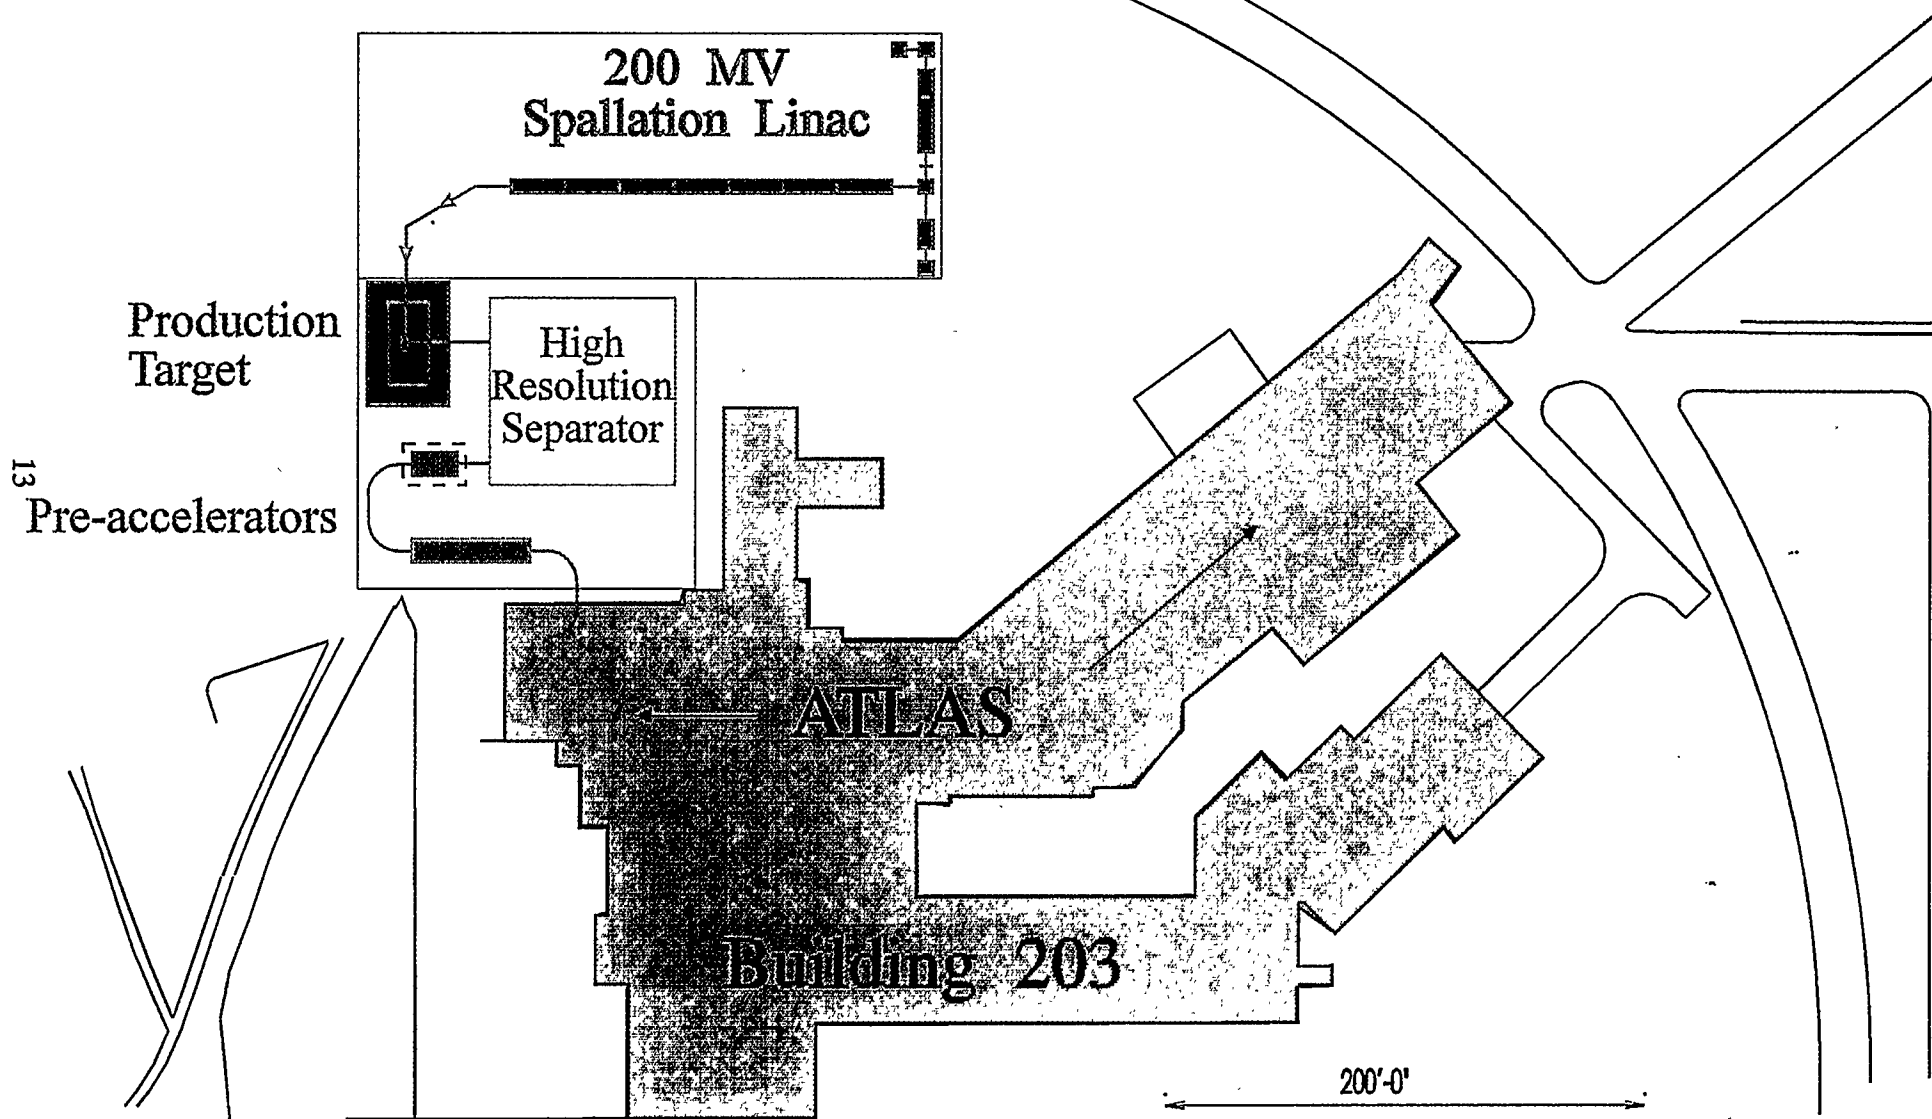 200 MV
Spallation Linac
Production
Target
High
Resolution
Separator
13
Pre-accelerators
ATLAS
Building 203
200'-0"